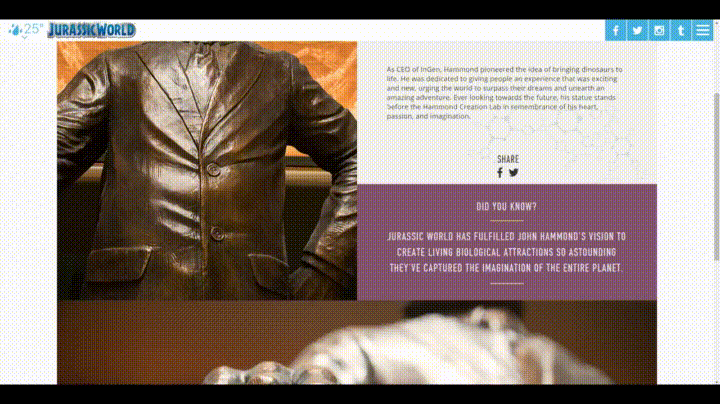 25°
JURASSIC WORLD
As CEO of InGen, Hammond pioneered the idea of bringing dinosaurs to
life. He was dedicated to giving people an experience that was exciting
and new, urging the world to surpass their dreams and unearth an
amazing adventure. Ever looking towards the future, his statue stands
before the Hammond Creation Lab in remembrance of his heart,
passion, and imagination.
SHARE
DID YOU KNOW?
JURASSIC WORLD HAS FULFILLED JOHN HAMMOND'S VISION TO
CREATE LIVING BIOLOGICAL ATTRACTIONS SO ASTOUNDING
THEY'VE CAPTURED THE IMAGINATION OF THE ENTIRE PLANET.